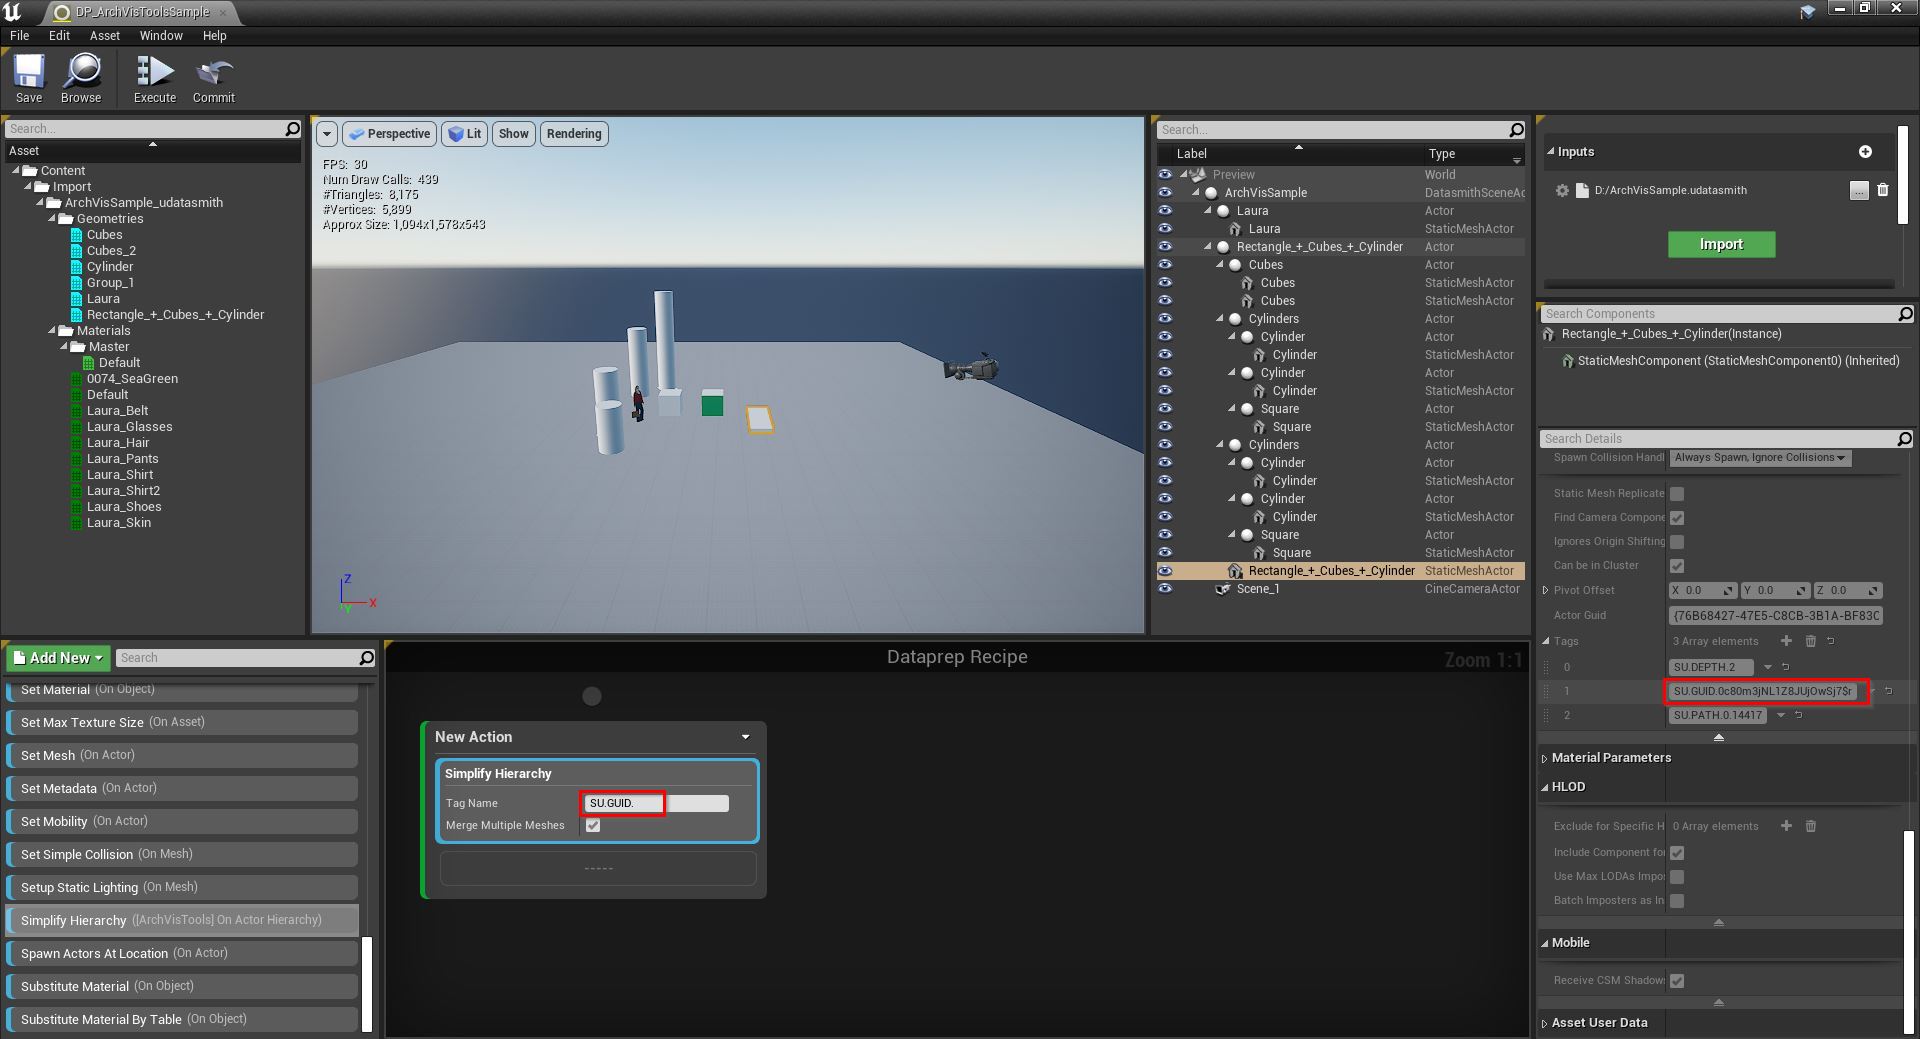 DP_ArchVisToolsSample
File Edit Asset Window Help
Save Browse Execute Commit
Search...
Asset
Content
Import
ArchVisSample_udatasmith
Geometries
Cubes
Cubes_2
Cylinder
Group_1
Laura
Rectangle_+_Cubes_+_Cylinder
Materials
Master
Default
0074_SeaGreen
Default
Laura_Belt
Laura_Glasses
Laura_Hair
Laura_Pants
Laura_Shirt
Laura_Shirt2
Laura_Shoes
Laura_Skin
Perspective Lit Show Rendering
FPS: 30
Num Draw Calls: 439
#Triangles: 8,175
#Vertices: 5,899
Approx Size: 1,094x1,578x543
Z
X
Y
Search...
Label Type
Preview World
ArchVisSample DatasmithSceneAc
Laura Actor
Laura StaticMeshActor
Rectangle_+_Cubes_+_Cylinder Actor
Cubes Actor
Cubes StaticMeshActor
Cubes StaticMeshActor
Cylinders Actor
Cylinder Actor
Cylinder StaticMeshActor
Cylinder Actor
Cylinder StaticMeshActor
Square Actor
Square StaticMeshActor
Cylinders Actor
Cylinder Actor
Cylinder StaticMeshActor
Cylinder Actor
Cylinder StaticMeshActor
Square Actor
Square StaticMeshActor
Rectangle_+_Cubes_+_Cylinder StaticMeshActor
Scene_1 CineCameraActor
Inputs
D:/ArchVisSample.udatasmith ...
Import
Search Components
Rectangle_+_Cubes_+_Cylinder(Instance)
StaticMeshComponent (StaticMeshComponent0) (Inherited)
Search Details
Spawn Collision Handl Always Spawn, Ignore Collisions
Static Mesh Replicate
Find Camera Compone
Ignores Origin Shifting
Can be in Cluster
Pivot Offset X 0.0 Y 0.0 Z 0.0
Actor Guid {76B68427-47E5-C8CB-3B1A-BF83C
Tags 3 Array elements
0 SU.DEPTH.2
1 SU.GUID.0c80m3jNL1Z8JUjOwSj7$r
2 SU.PATH.0.14417
Material Parameters
HLOD
Exclude for Specific H 0 Array elements
Include Component for
Use Max LODAs Impos
Batch Imposters as In
Mobile
Receive CSM Shadows
Asset User Data
Add New Search
Set Material (On Object)
Set Max Texture Size (On Asset)
Set Mesh (On Actor)
Set Metadata (On Actor)
Set Mobility (On Actor)
Set Simple Collision (On Mesh)
Setup Static Lighting (On Mesh)
Simplify Hierarchy ([ArchVisTools] On Actor Hierarchy)
Spawn Actors At Location (On Actor)
Substitute Material (On Object)
Substitute Material By Table (On Object)
Dataprep Recipe
Zoom 1:1
New Action
Simplify Hierarchy
Tag Name SU.GUID.
Merge Multiple Meshes
-----